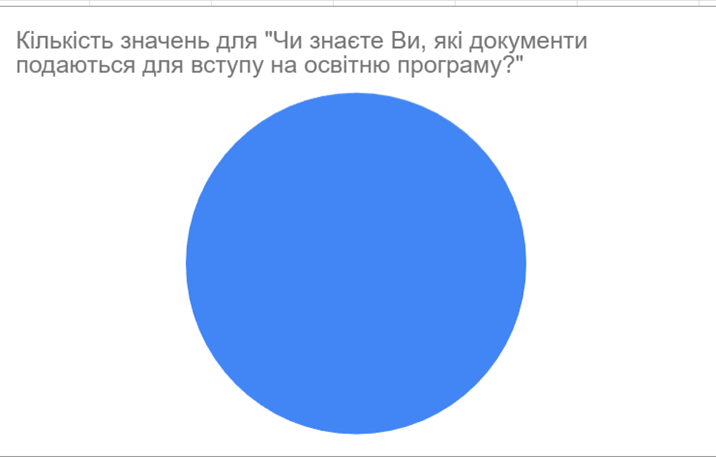 Кількість значень для "Чи знаєте Ви, які документи
подаються для вступу на освітню програму?"